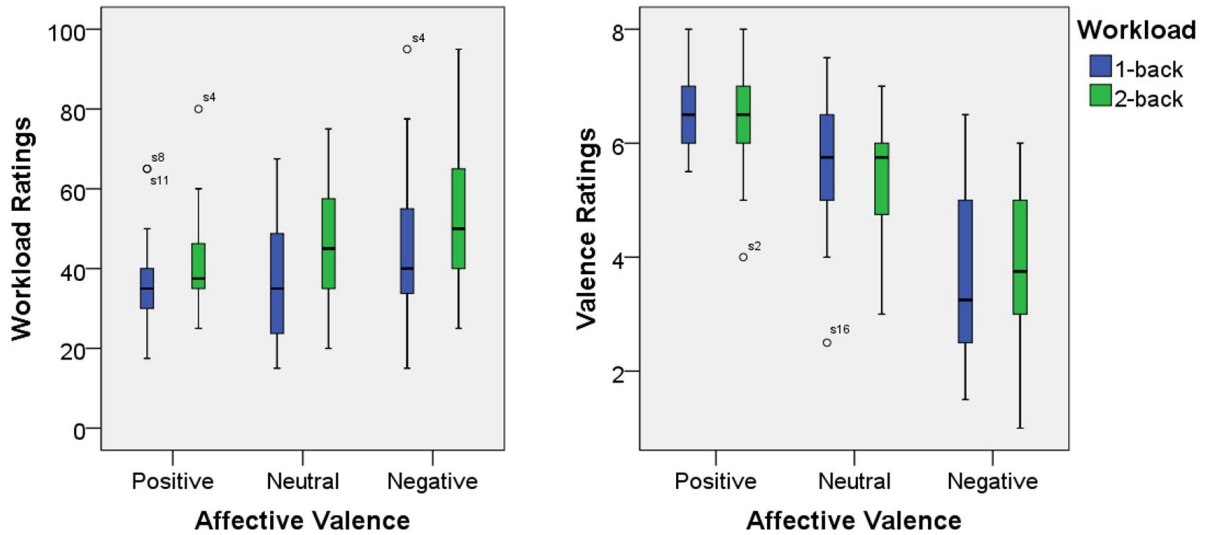 100
80
60
40
20
0
Workload Ratings
s8
s11
s4
s4
Positive
Neutral
Negative
Affective Valence
8
6
4
2
Valence Ratings
s2
s16
Positive
Neutral
Negative
Affective Valence
Workload
1-back
2-back